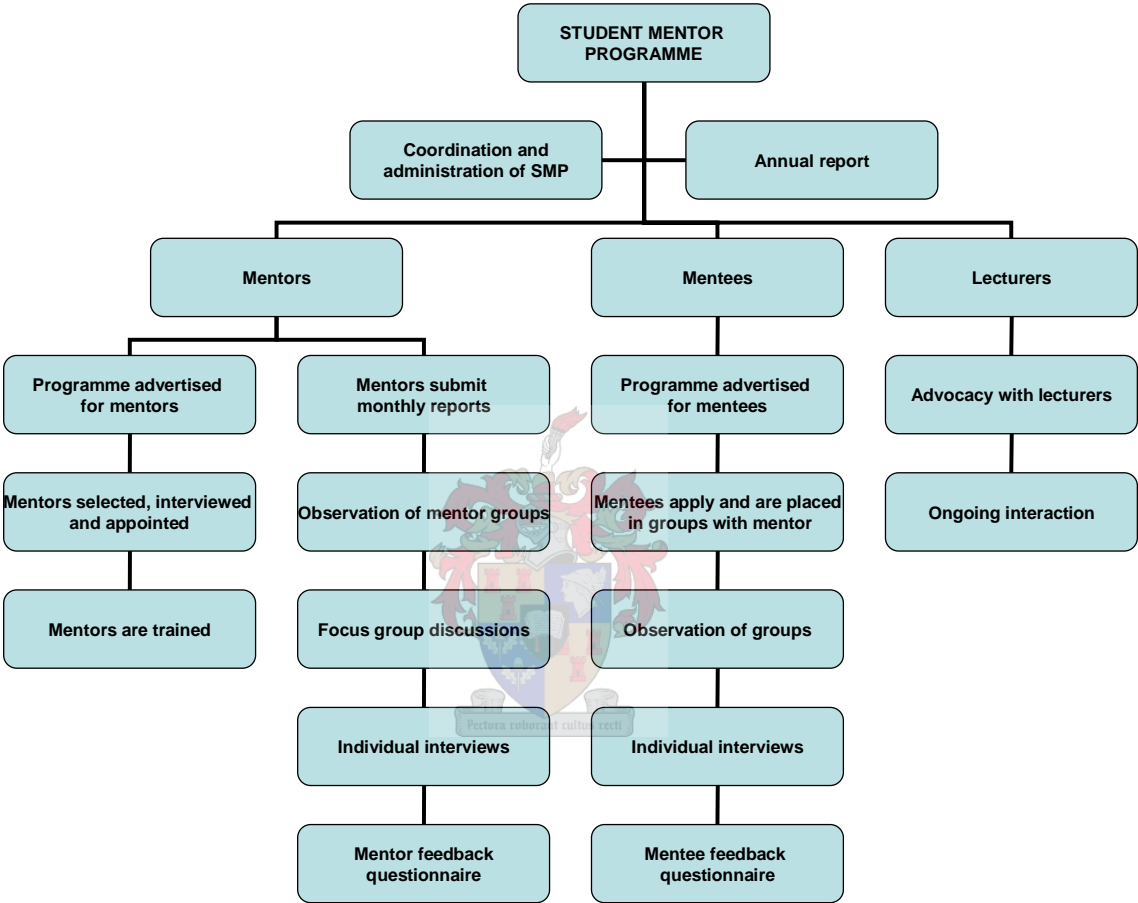 STUDENT MENTOR
PROGRAMME
Coordination and
administration of SMP
Annual report
Mentors
Mentees
Lecturers
Programme advertised
for mentors
Mentors submit
monthly reports
Programme advertised
for mentees
Advocacy with lecturers
Mentors selected, interviewed
and appointed
Observation of mentor groups
Mentees apply and are placed
in groups with mentor
Ongoing interaction
Mentors are trained
Focus group discussions
Observation of groups
Pectora roborant cultus recti
Individual interviews
Individual interviews
Mentor feedback
questionnaire
Mentee feedback
questionnaire